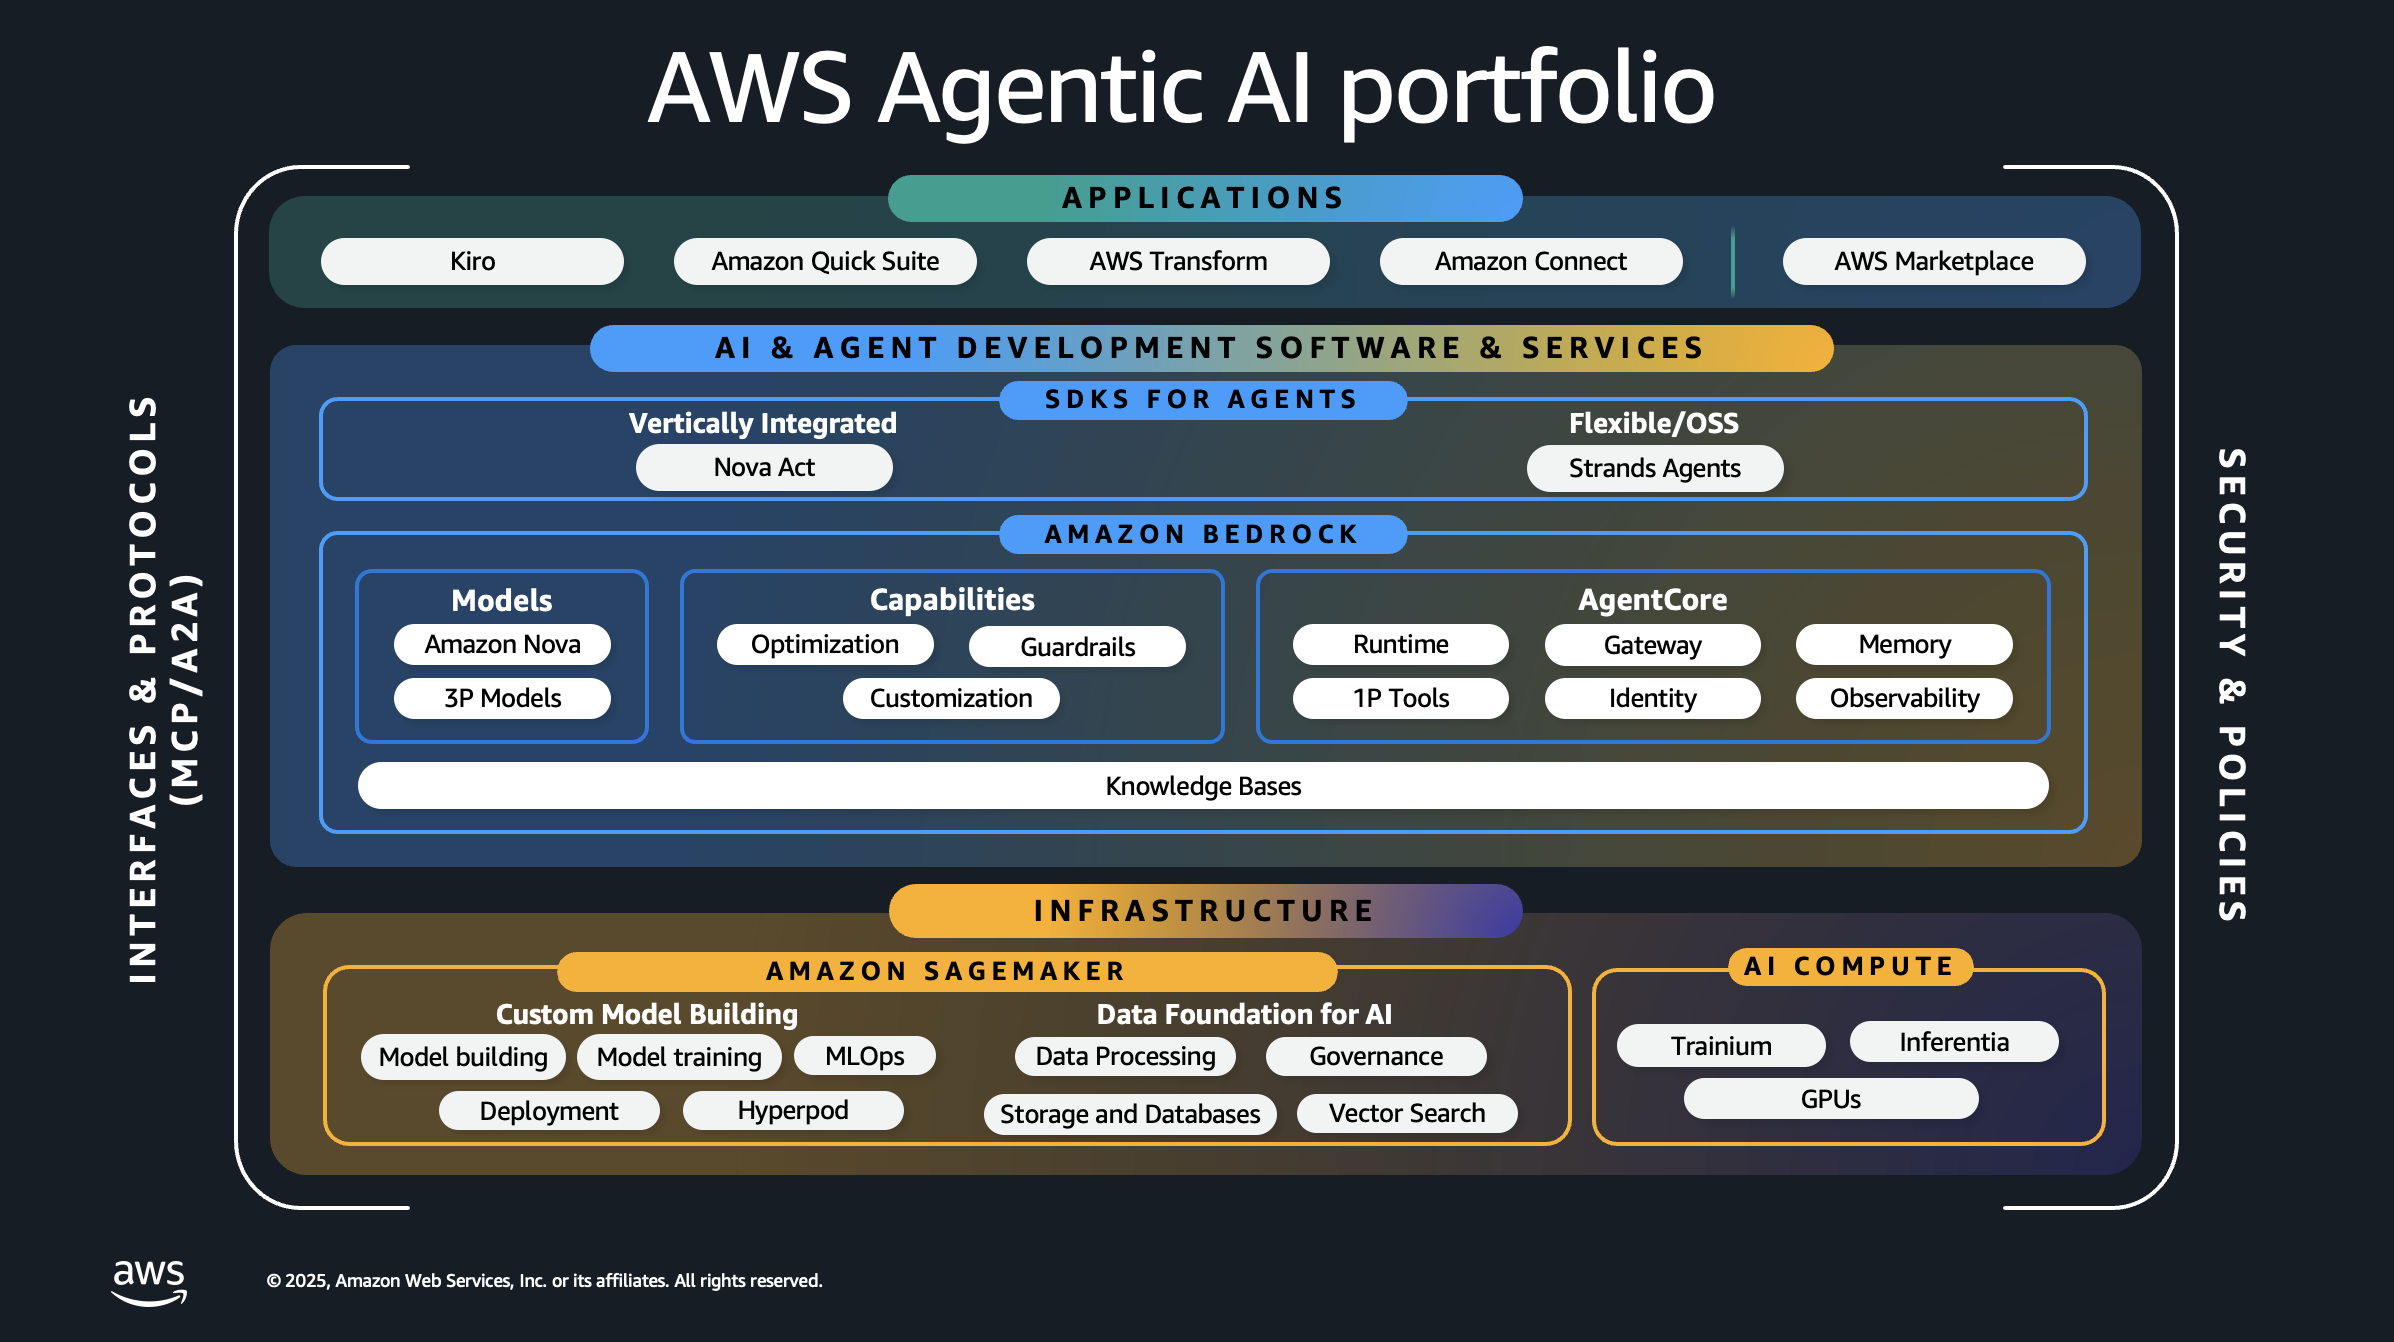 AWS Agentic AI portfolio
INTERFACES & PROTOCOLS
(MCP/A2A)
APPLICATIONS
Kiro
Amazon Quick Suite
AWS Transform
Amazon Connect
AWS Marketplace
AI & AGENT DEVELOPMENT SOFTWARE & SERVICES
SDKS FOR AGENTS
Vertically Integrated
Nova Act
Flexible/OSS
Strands Agents
AMAZON BEDROCK
Models
Amazon Nova
3P Models
Capabilities
Optimization
Guardrails
Customization
AgentCore
Runtime
Gateway
Memory
1P Tools
Identity
Observability
Knowledge Bases
INFRASTRUCTURE
AMAZON SAGEMAKER
Custom Model Building
Model building
Model training
MLOps
Deployment
Hyperpod
Data Foundation for AI
Data Processing
Governance
Storage and Databases
Vector Search
AI COMPUTE
Trainium
Inferentia
GPUs
SECURITY & POLICIES
aws
© 2025, Amazon Web Services, Inc. or its affiliates. All rights reserved.